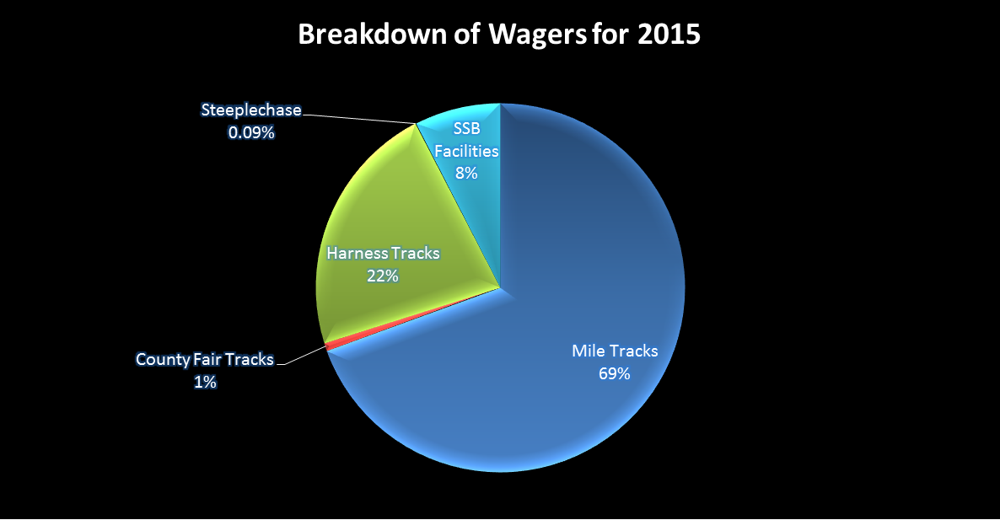 Breakdown of Wagers for 2015
Steeplechase
0.09%
SSB
Facilities
8%
Harness Tracks
22%
County Fair Tracks
1%
Mile Tracks
69%